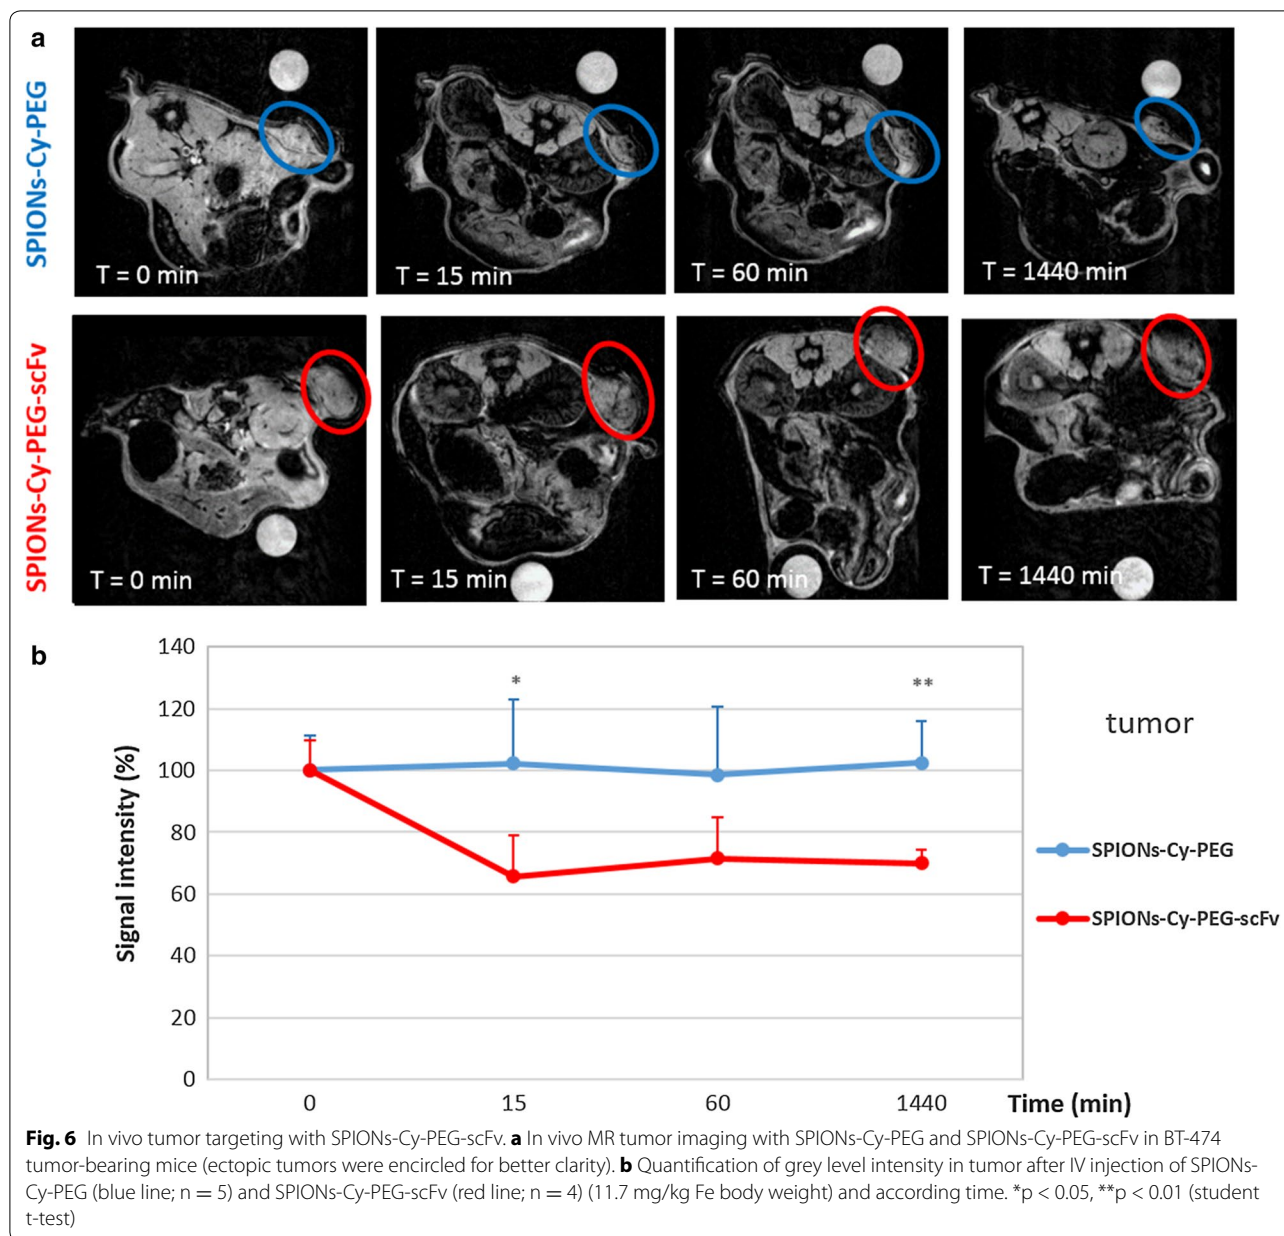 a
SPIONs-Cy-PEG
T = 0 min
T = 15 min
T = 60 min
T = 1440 min
SPIONs-Cy-PEG-scFv
T = 0 min
T = 15 min
T = 60 min
T = 1440 min
b
140
120
100
80
60
40
20
0
Signal intensity (%)
*
**
tumor
SPIONs-Cy-PEG
SPIONs-Cy-PEG-scFv
0
15
60
1440
Time (min)
Fig. 6 In vivo tumor targeting with SPIONs-Cy-PEG-scFv. a In vivo MR tumor imaging with SPIONs-Cy-PEG and SPIONs-Cy-PEG-scFv in BT-474
tumor-bearing mice (ectopic tumors were encircled for better clarity). b Quantification of grey level intensity in tumor after IV injection of SPIONs-
Cy-PEG (blue line; n = 5) and SPIONs-Cy-PEG-scFv (red line; n = 4) (11.7 mg/kg Fe body weight) and according time. *p < 0.05, **p < 0.01 (student
t-test)